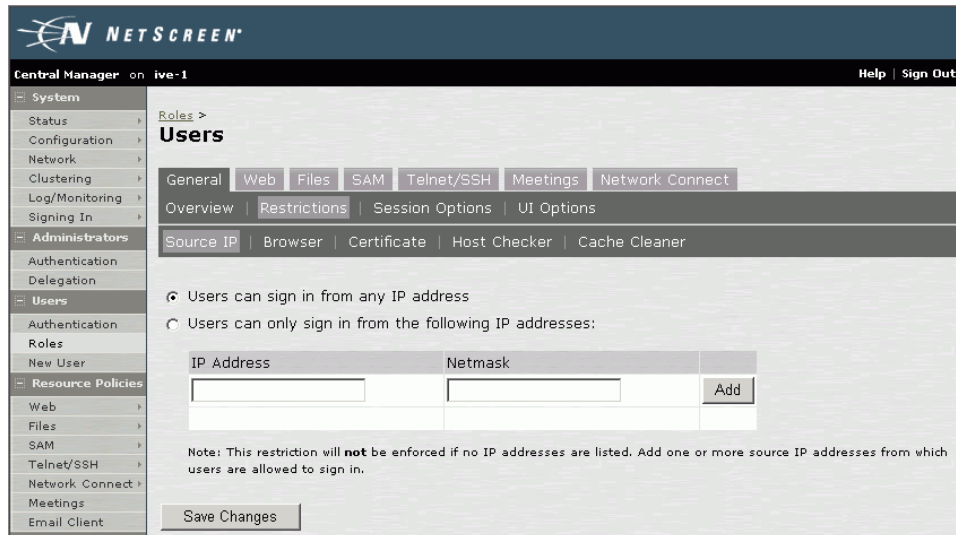 NETSCREEN
Central Manager on ive-1
Help | Sign Out
System
Status
Configuration
Network
Clustering
Log/Monitoring
Signing In
Administrators
Authentication
Delegation
Users
Authentication
Roles
New User
Resource Policies
Web
Files
SAM
Telnet/SSH
Network Connect
Meetings
Email Client
Roles >
Users
General Web Files SAM Telnet/SSH Meetings Network Connect
Overview | Restrictions | Session Options | UI Options
Source IP | Browser | Certificate | Host Checker | Cache Cleaner
Users can sign in from any IP address
Users can only sign in from the following IP addresses:
IP Address Netmask
Add
Note: This restriction will not be enforced if no IP addresses are listed. Add one or more source IP addresses from which
users are allowed to sign in.
Save Changes